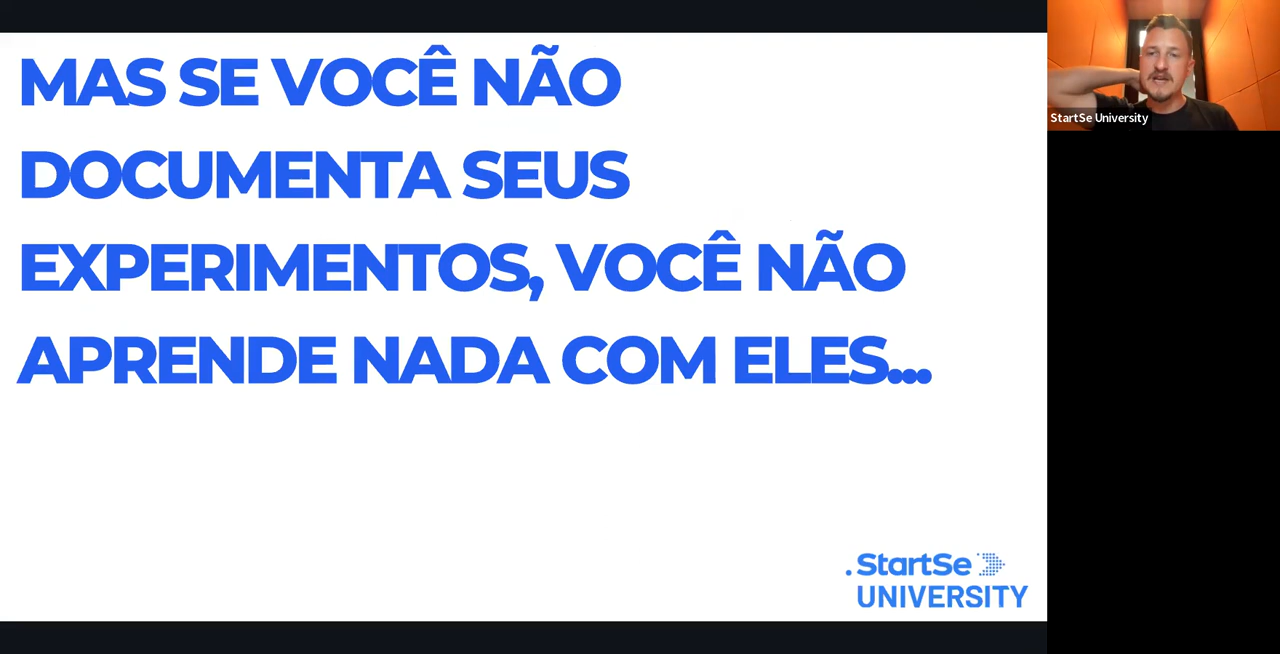 MAS SE VOCÊ NÃO
DOCUMENTA SEUS
EXPERIMENTOS, VOCÊ NÃO
APRENDE NADA COM ELES...
StartSe University
.StartSe
UNIVERSITY